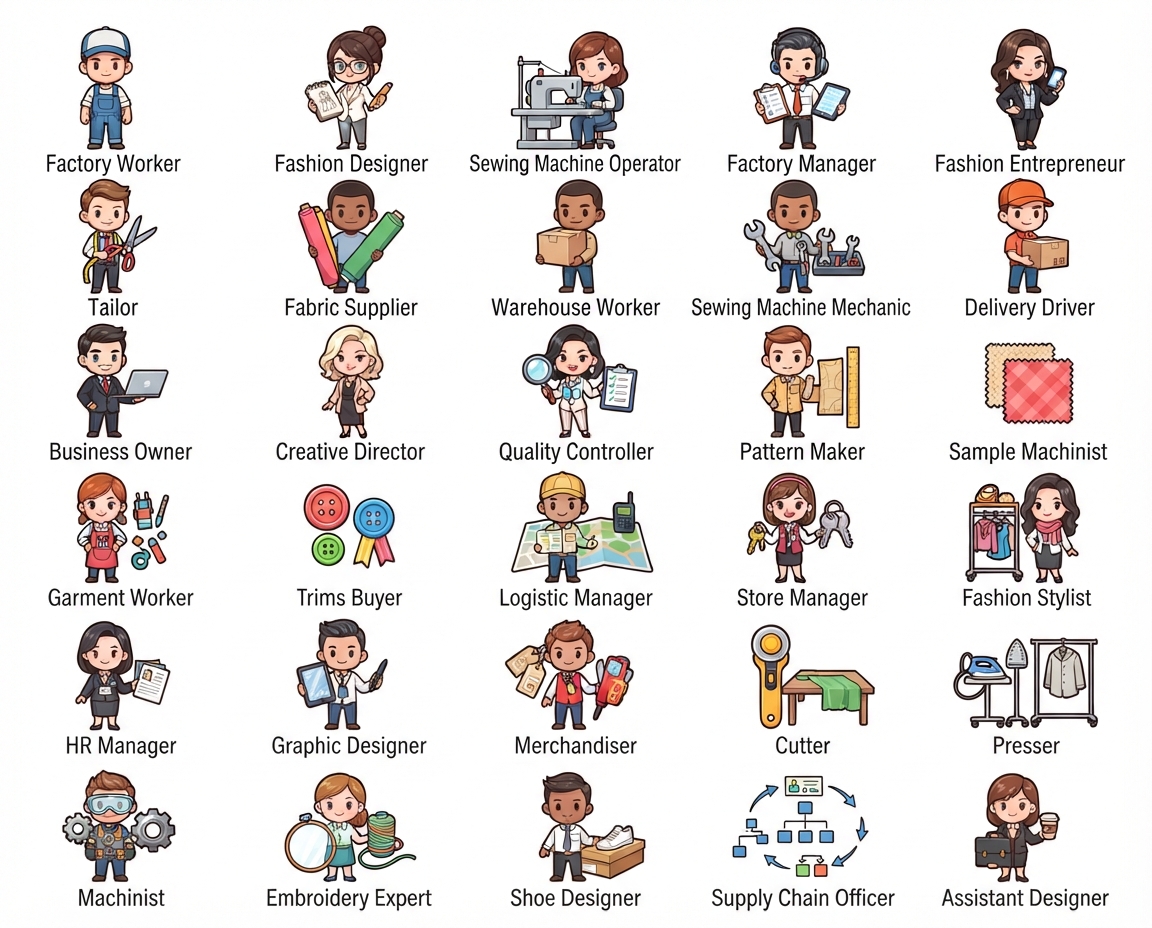 Factory Worker
Fashion Designer
Sewing Machine Operator
Factory Manager
Fashion Entrepreneur
Tailor
Fabric Supplier
Warehouse Worker
Sewing Machine Mechanic
Delivery Driver
Business Owner
Creative Director
Quality Controller
Pattern Maker
Sample Machinist
Garment Worker
Trims Buyer
Logistic Manager
Store Manager
Fashion Stylist
HR Manager
Graphic Designer
Merchandiser
Cutter
Presser
Machinist
Embroidery Expert
Shoe Designer
Supply Chain Officer
Assistant Designer